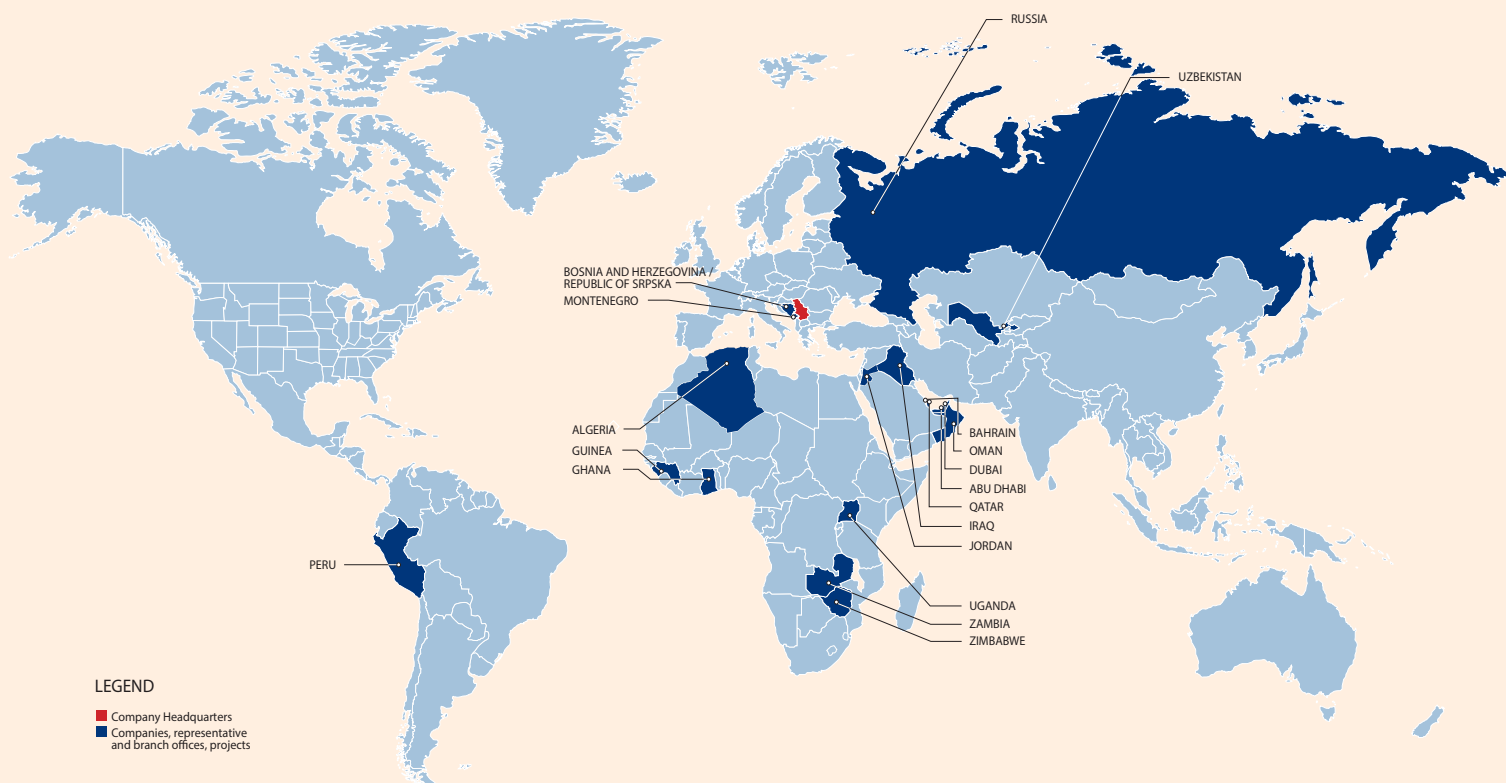 RUSSIA
UZBEKISTAN
BOSNIA AND HERZEGOVINA /
REPUBLIC OF SRPSKA
MONTENEGRO
ALGERIA
GUINEA
GHANA
BAHRAIN
OMAN
DUBAI
ABU DHABI
QATAR
IRAQ
JORDAN
PERU
UGANDA
ZAMBIA
ZIMBABWE
LEGEND
Company Headquarters
Companies, representative
and branch offices, projects